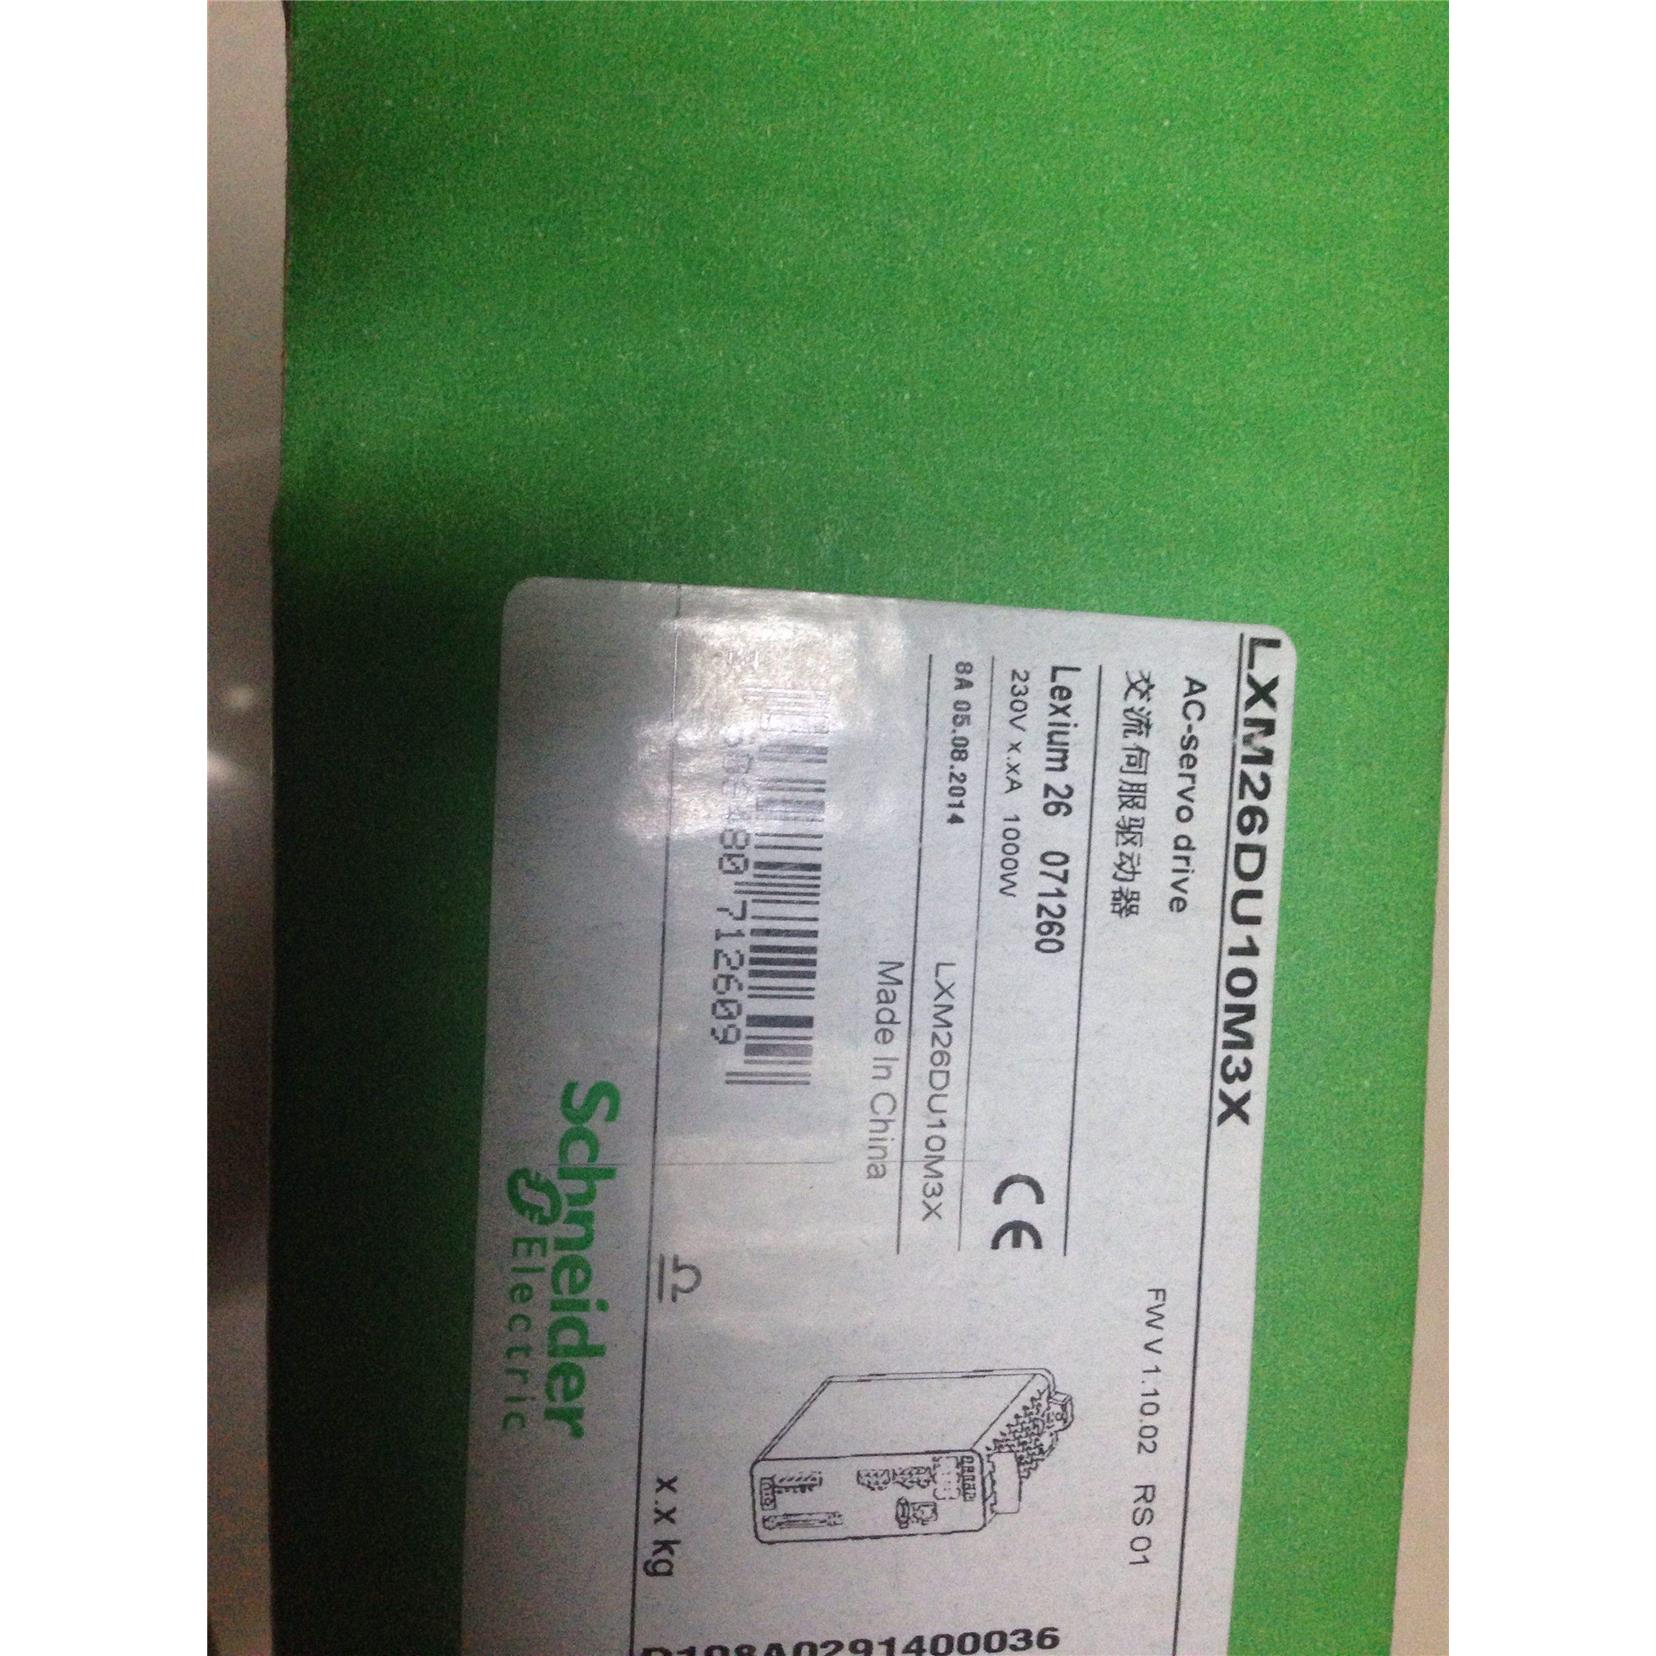 LXM26DU10M3X
AC-servo drive
交流伺服驱动器
FW V 1.10.02 RS 01
Lexium 26 071260
230V x.xA 1000W
CE
8A 05.08.2014 LXM26DU10M3X
Made In China
712609
x.x kg
Schneider
Electric